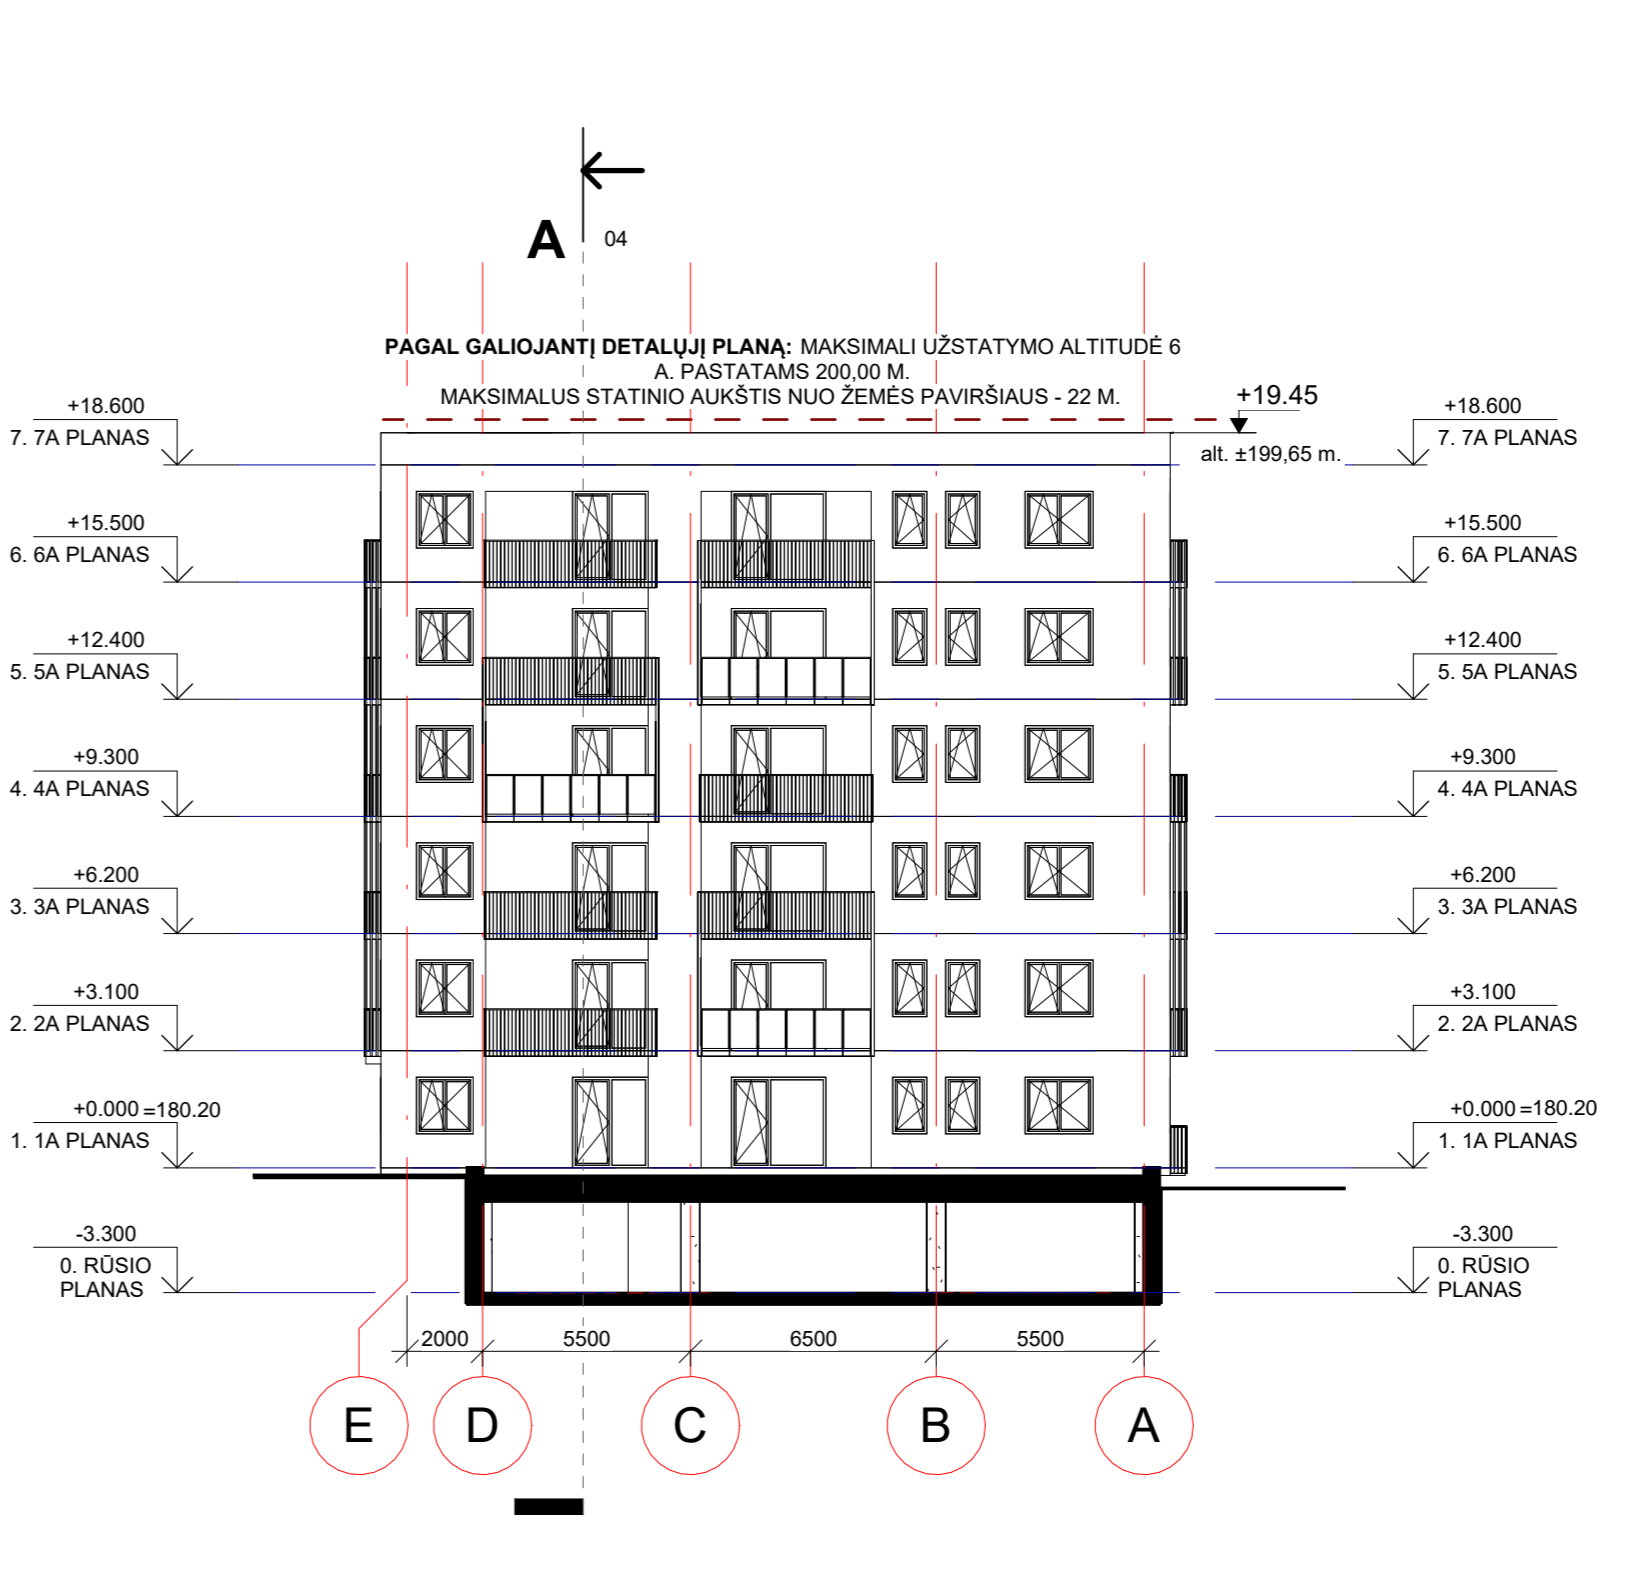 A
04
PAGAL GALIOJANTĮ DETALŲJĮ PLANĄ: MAKSIMALI UŽSTATYMO ALTITUDĖ 6
A. PASTATAMS 200,00 M.
MAKSIMALUS STATINIO AUKŠTIS NUO ŽEMĖS PAVIRŠIAUS - 22 M.
+19.45
alt. ±199,65 m.
+18.600
7. 7A PLANAS
+18.600
7. 7A PLANAS
+15.500
6. 6A PLANAS
+15.500
6. 6A PLANAS
+12.400
5. 5A PLANAS
+12.400
5. 5A PLANAS
+9.300
4. 4A PLANAS
+9.300
4. 4A PLANAS
+6.200
3. 3A PLANAS
+6.200
3. 3A PLANAS
+3.100
2. 2A PLANAS
+3.100
2. 2A PLANAS
+0.000 =180.20
1. 1A PLANAS
+0.000 =180.20
1. 1A PLANAS
-3.300
0. RŪSIO
PLANAS
-3.300
0. RŪSIO
PLANAS
2000 5500 6500 5500
E D C B A